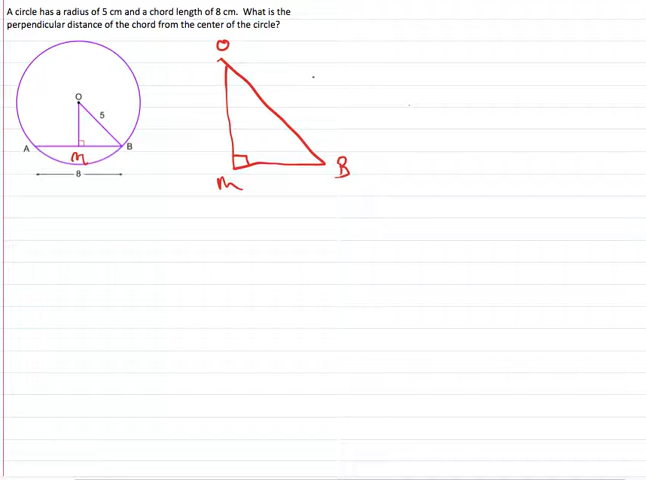 A circle has a radius of 5 cm and a chord length of 8 cm. What is the
perpendicular distance of the chord from the center of the circle?
O
O
5
A
B
M
M
B
8